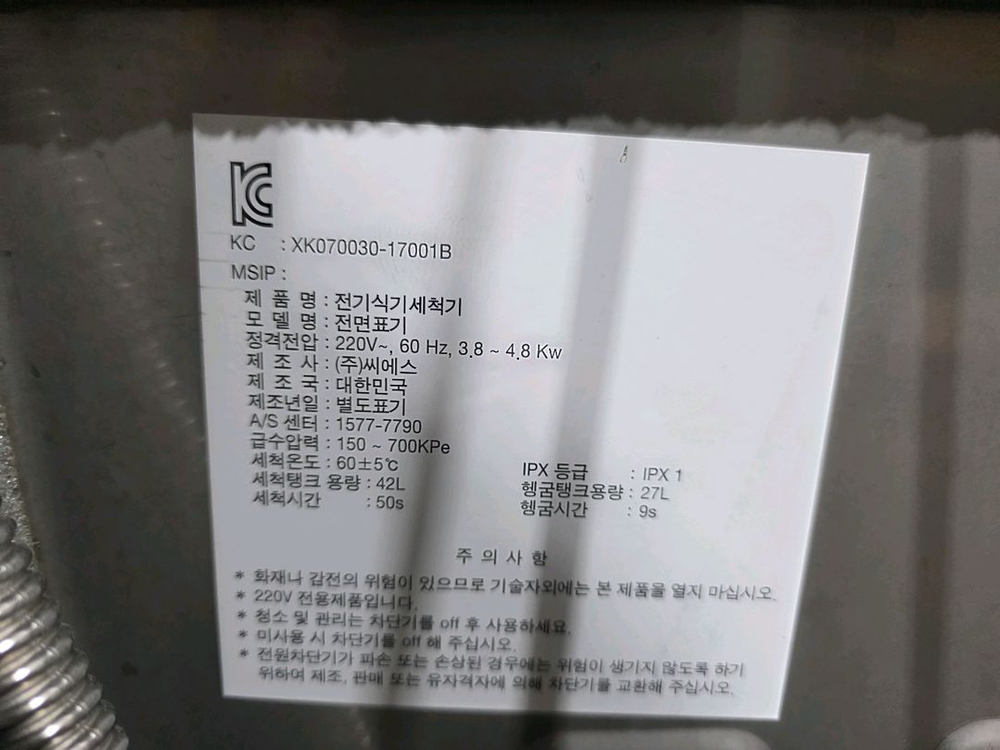 KC
KC : XK070030-17001B
MSIP :
제 품 명 : 전기식기세척기
모 델 명 : 전면표기
정격전압 : 220V~, 60 Hz, 3.8 ~ 4.8 Kw
제 조 사 : (주)씨에스
제 조 국 : 대한민국
제조년일 : 별도표기
A/S 센터 : 1577-7790
급수압력 : 150 ~ 700KPe
세척온도 : 60±5℃ IPX 등급 : IPX 1
세척탱크 용량 : 42L 헹굼탱크용량 : 27L
세척시간 : 50s 헹굼시간 : 9s
주 의 사 항
* 화재나 감전의 위험이 있으므로 기술자외에는 본 제품을 열지 마십시오.
* 220V 전용제품입니다.
* 청소 및 관리는 차단기를 off 후 사용하세요.
* 미사용 시 차단기를 off 해 주십시오.
* 전원차단기가 파손 또는 손상된 경우에는 위험이 생기지 않도록 하기
위하여 제조, 판매 또는 유자격자에 의해 차단기를 교환해 주십시오.